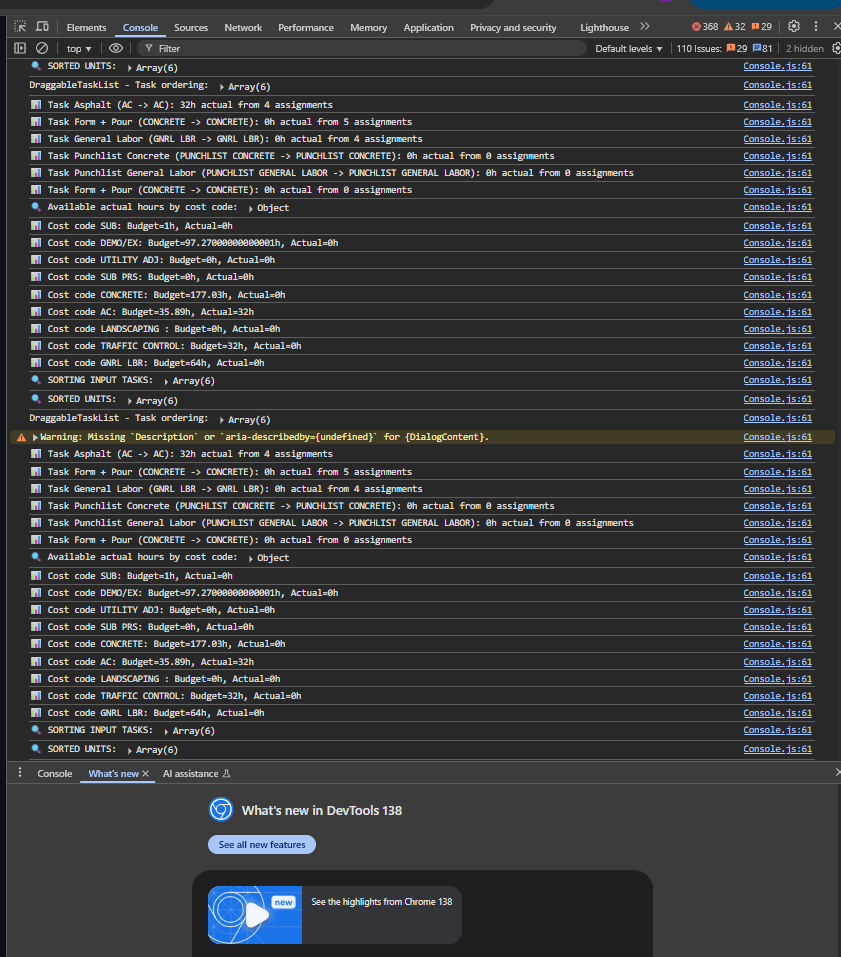 Elements Console Sources Network Performance Memory Application Privacy and security Lighthouse 368 32 29
top Filter Default levels 110 Issues: 29 81 2 hidden
SORTED UNITS: Array(6) Console.js:61
DraggableTaskList - Task ordering: Array(6) Console.js:61
Task Asphalt (AC -> AC): 32h actual from 4 assignments Console.js:61
Task Form + Pour (CONCRETE -> CONCRETE): 0h actual from 5 assignments Console.js:61
Task General Labor (GNRL LBR -> GNRL LBR): 0h actual from 4 assignments Console.js:61
Task Punchlist Concrete (PUNCHLIST CONCRETE -> PUNCHLIST CONCRETE): 0h actual from 0 assignments Console.js:61
Task Punchlist General Labor (PUNCHLIST GENERAL LABOR -> PUNCHLIST GENERAL LABOR): 0h actual from 0 assignments Console.js:61
Task Form + Pour (CONCRETE -> CONCRETE): 0h actual from 0 assignments Console.js:61
Available actual hours by cost code: Object Console.js:61
Cost code SUB: Budget=1h, Actual=0h Console.js:61
Cost code DEMO/EX: Budget=97.27000000000001h, Actual=0h Console.js:61
Cost code UTILITY ADJ: Budget=0h, Actual=0h Console.js:61
Cost code SUB PRS: Budget=0h, Actual=0h Console.js:61
Cost code CONCRETE: Budget=177.03h, Actual=0h Console.js:61
Cost code AC: Budget=35.89h, Actual=32h Console.js:61
Cost code LANDSCAPING : Budget=0h, Actual=0h Console.js:61
Cost code TRAFFIC CONTROL: Budget=32h, Actual=0h Console.js:61
Cost code GNRL LBR: Budget=64h, Actual=0h Console.js:61
SORTING INPUT TASKS: Array(6) Console.js:61
SORTED UNITS: Array(6) Console.js:61
DraggableTaskList - Task ordering: Array(6) Console.js:61
Warning: Missing `Description` or `aria-describedby={undefined}` for {DialogContent}. Console.js:61
Task Asphalt (AC -> AC): 32h actual from 4 assignments Console.js:61
Task Form + Pour (CONCRETE -> CONCRETE): 0h actual from 5 assignments Console.js:61
Task General Labor (GNRL LBR -> GNRL LBR): 0h actual from 4 assignments Console.js:61
Task Punchlist Concrete (PUNCHLIST CONCRETE -> PUNCHLIST CONCRETE): 0h actual from 0 assignments Console.js:61
Task Punchlist General Labor (PUNCHLIST GENERAL LABOR -> PUNCHLIST GENERAL LABOR): 0h actual from 0 assignments Console.js:61
Task Form + Pour (CONCRETE -> CONCRETE): 0h actual from 0 assignments Console.js:61
Available actual hours by cost code: Object Console.js:61
Cost code SUB: Budget=1h, Actual=0h Console.js:61
Cost code DEMO/EX: Budget=97.27000000000001h, Actual=0h Console.js:61
Cost code UTILITY ADJ: Budget=0h, Actual=0h Console.js:61
Cost code SUB PRS: Budget=0h, Actual=0h Console.js:61
Cost code CONCRETE: Budget=177.03h, Actual=0h Console.js:61
Cost code AC: Budget=35.89h, Actual=32h Console.js:61
Cost code LANDSCAPING : Budget=0h, Actual=0h Console.js:61
Cost code TRAFFIC CONTROL: Budget=32h, Actual=0h Console.js:61
Cost code GNRL LBR: Budget=64h, Actual=0h Console.js:61
SORTING INPUT TASKS: Array(6) Console.js:61
SORTED UNITS: Array(6) Console.js:61
Console What's new AI assistance
What's new in DevTools 138
See all new features
new See the highlights from Chrome 138